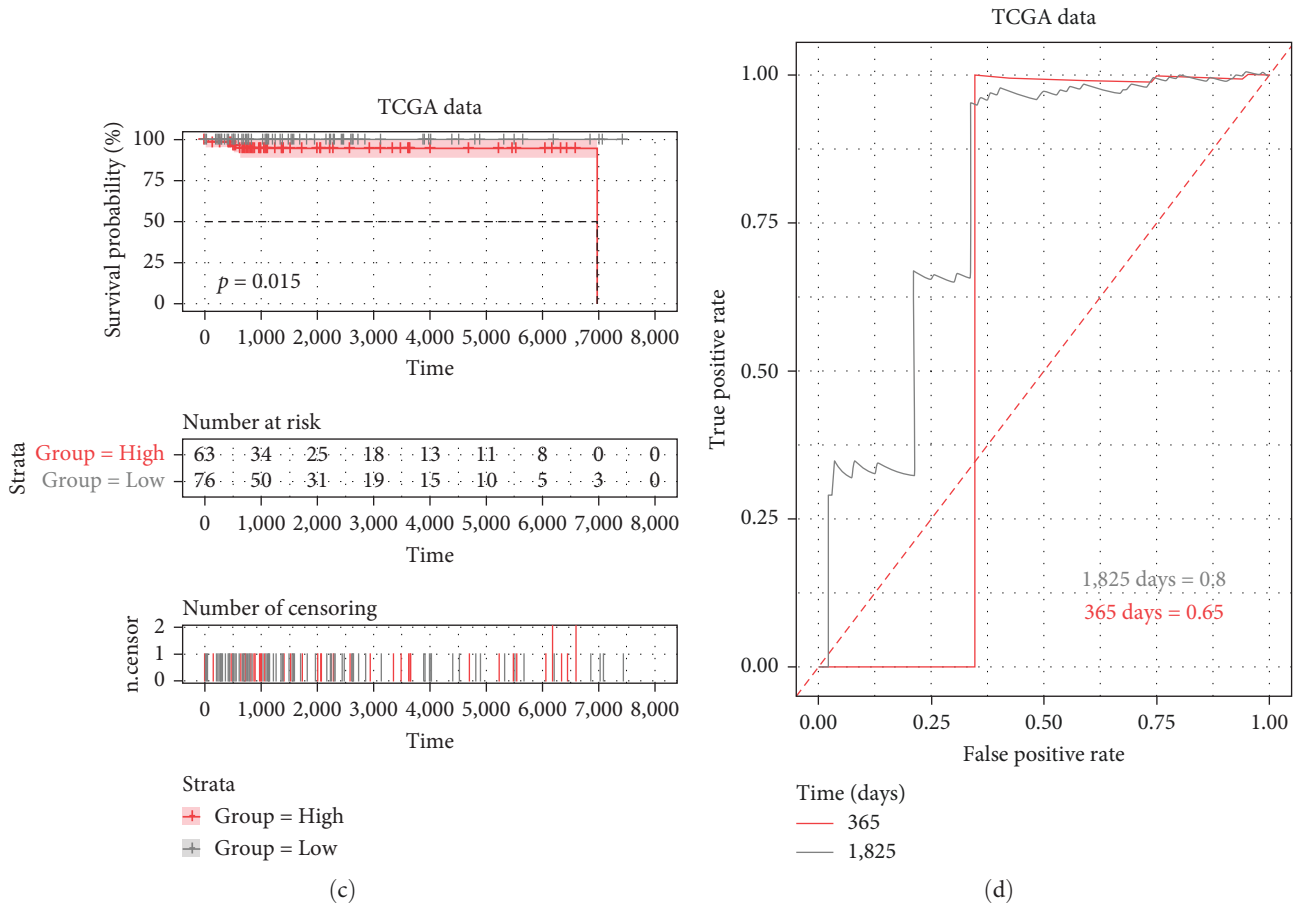 TCGA data
Survival probability (%)
100
75
50
25
0
p = 0.015
0 1,000 2,000 3,000 4,000 5,000 6,000 ,7000 8,000
Time
Number at risk
Strata
Group = High 63 34 25 18 13 11 8 0 0
Group = Low 76 50 31 19 15 10 5 3 0
0 1,000 2,000 3,000 4,000 5,000 6,000 7,000 8,000
Time
Number of censoring
n.censor
2
1
0
0 1,000 2,000 3,000 4,000 5,000 6,000 7,000 8,000
Time
Strata
Group = High
Group = Low
(c)
TCGA data
True positive rate
1.00
0.75
0.50
0.25
0.00
1,825 days = 0.8
365 days = 0.65
0.00 0.25 0.50 0.75 1.00
False positive rate
Time (days)
365
1,825
(d)